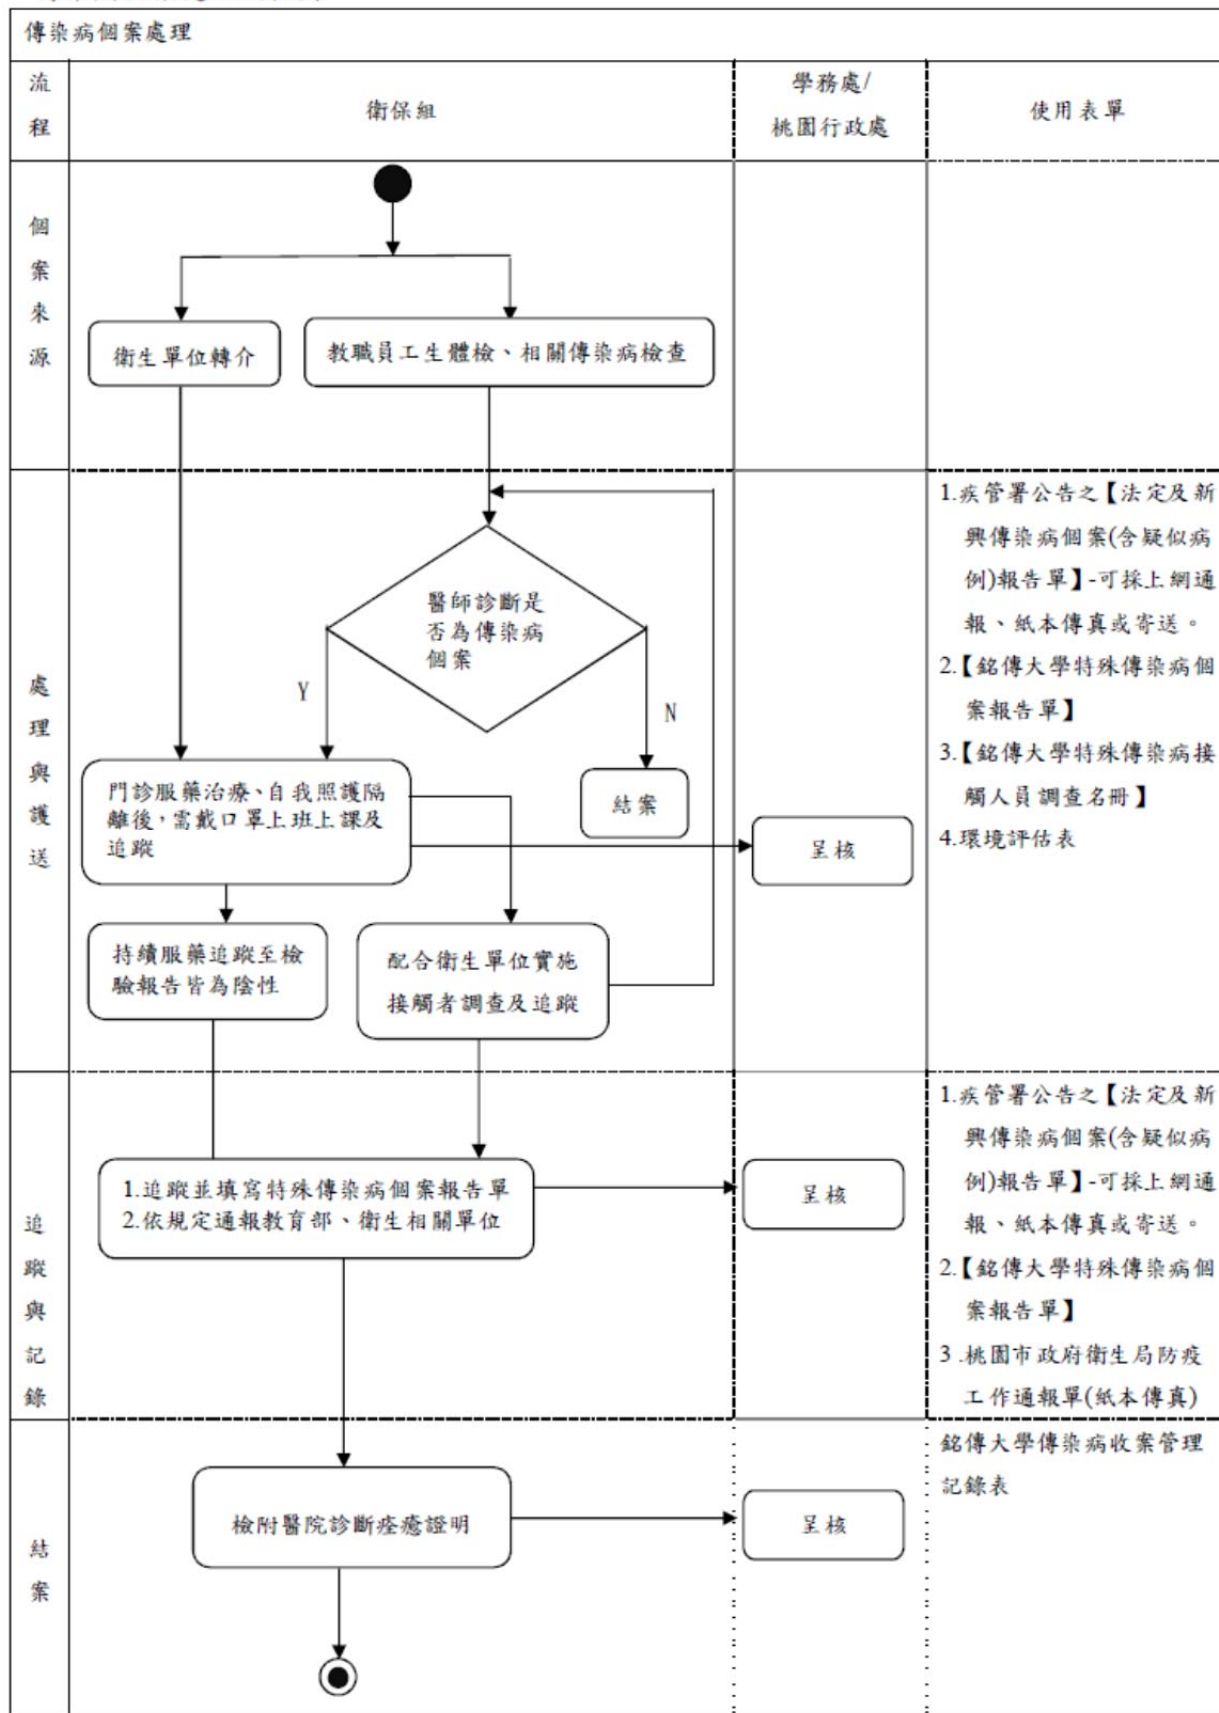 傳染病個案處理
流
程
衛保組
學務處/
桃園行政處
使用表單
個
案
來
源
衛生單位轉介
教職員工生體檢、相關傳染病檢查
處
理
與
護
送
醫師診斷是
否為傳染病
個案
Y
N
門診服藥治療、自我照護隔
離後，需戴口罩上班上課及
追蹤
結案
呈核
持續服藥追蹤至檢
驗報告皆為陰性
配合衛生單位實施
接觸者調查及追蹤
1.疾管署公告之【法定及新
興傳染病個案(含疑似病
例)報告單】-可採上網通
報、紙本傳真或寄送。
2.【銘傳大學特殊傳染病個
案報告單】
3.【銘傳大學特殊傳染病接
觸人員調查名冊】
4.環境評估表
追
蹤
與
記
錄
1.追蹤並填寫特殊傳染病個案報告單
2.依規定通報教育部、衛生相關單位
呈核
1.疾管署公告之【法定及新
興傳染病個案(含疑似病
例)報告單】-可採上網通
報、紙本傳真或寄送。
2.【銘傳大學特殊傳染病個
案報告單】
3.桃園市政府衛生局防疫
工作通報單(紙本傳真)
結
案
檢附醫院診斷痊癒證明
呈核
銘傳大學傳染病收案管理
記錄表